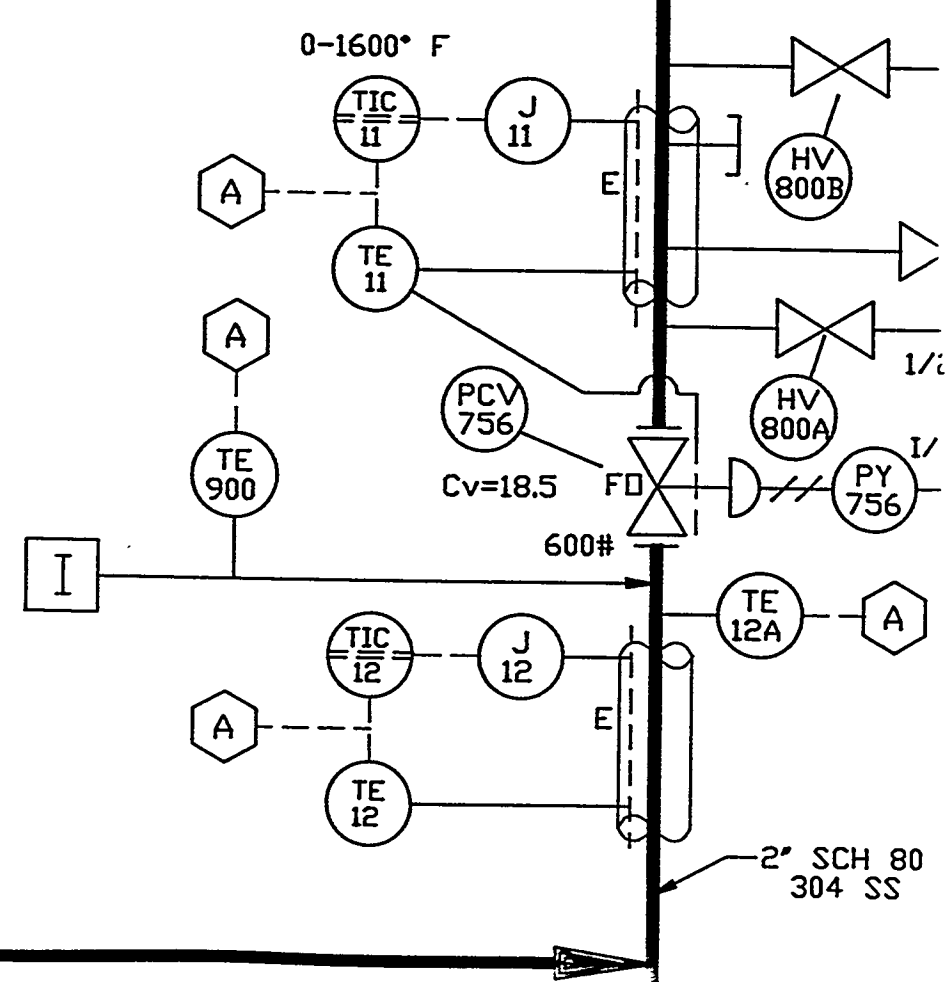 0-1600° F
TIC
11
J
11
HV
800B
A
E
TE
11
A
1/
PCV
756
HV
800A
TE
900
Cv=18.5
FO
I/
PY
756
600#
I
TE
12A
A
TIC
12
J
12
E
A
TE
12
2" SCH 80
304 SS